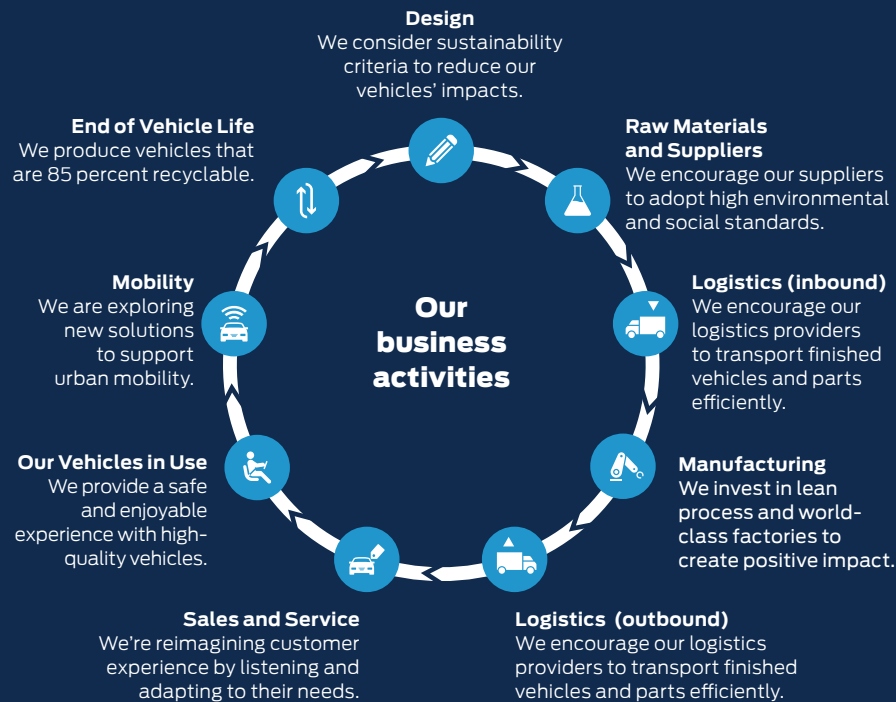 Design
We consider sustainability
criteria to reduce our
vehicles’ impacts.
Raw Materials
and Suppliers
We encourage our suppliers
to adopt high environmental
and social standards.
Logistics (inbound)
We encourage our
logistics providers
to transport finished
vehicles and parts
efficiently.
Manufacturing
We invest in lean
process and world-
class factories to
create positive impact.
Logistics (outbound)
We encourage our logistics
providers to transport finished
vehicles and parts efficiently.
Sales and Service
We’re reimagining customer
experience by listening and
adapting to their needs.
Our Vehicles in Use
We provide a safe
and enjoyable
experience with high-
quality vehicles.
Mobility
We are exploring
new solutions
to support
urban mobility.
End of Vehicle Life
We produce vehicles that
are 85 percent recyclable.
Our
business
activities